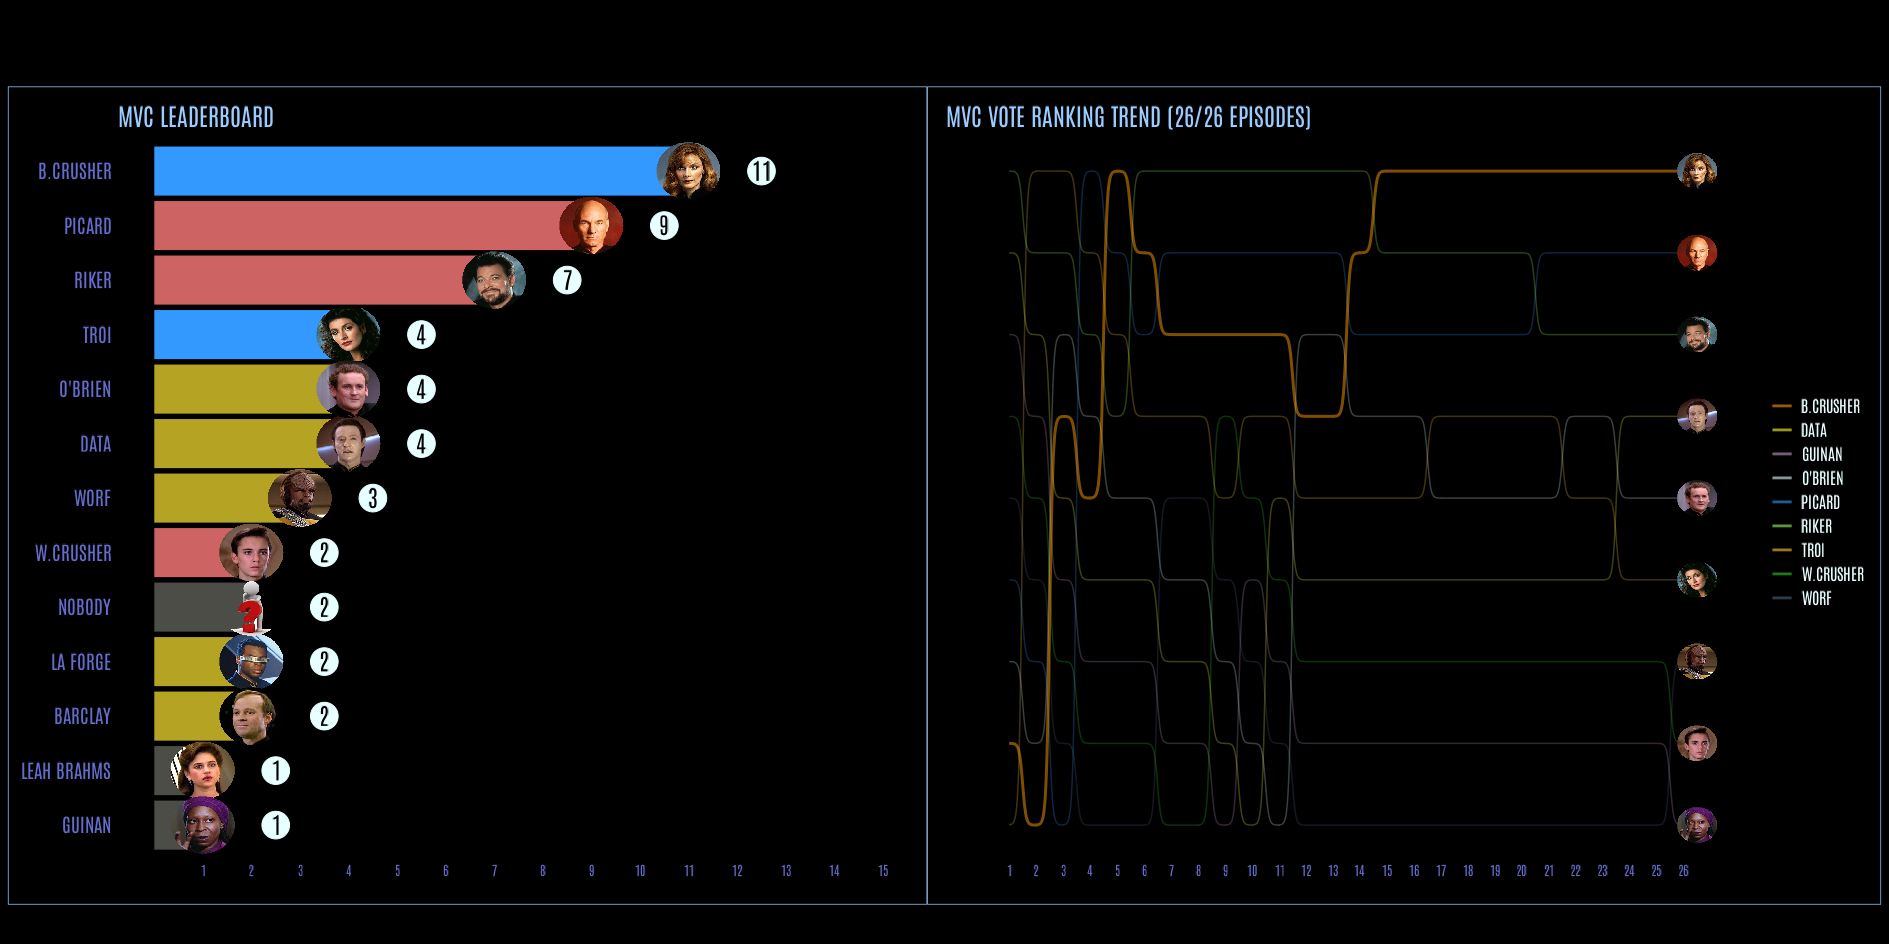 MVC LEADERBOARD
B.CRUSHER
11
PICARD
9
RIKER
7
TROI
4
O'BRIEN
4
DATA
4
WORF
3
W.CRUSHER
2
NOBODY
?
2
LA FORGE
2
BARCLAY
2
LEAH BRAHMS
1
GUINAN
1
1 2 3 4 5 6 7 8 9 10 11 12 13 14 15
MVC VOTE RANKING TREND (26/26 EPISODES)
1 2 3 4 5 6 7 8 9 10 11 12 13 14 15 16 17 18 19 20 21 22 23 24 25 26
B.CRUSHER
DATA
GUINAN
O'BRIEN
PICARD
RIKER
TROI
W.CRUSHER
WORF